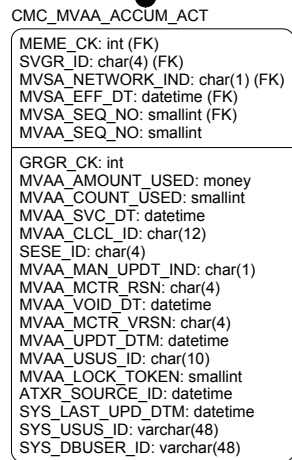 CMC_MVAA_ACCUM_ACT
MEME_CK: int (FK)
SVGR_ID: char(4) (FK)
MVSA_NETWORK_IND: char(1) (FK)
MVSA_EFF_DT: datetime (FK)
MVSA_SEQ_NO: smallint (FK)
MVAA_SEQ_NO: smallint
GRGR_CK: int
MVAA_AMOUNT_USED: money
MVAA_COUNT_USED: smallint
MVAA_SVC_DT: datetime
MVAA_CLCL_ID: char(12)
SESE_ID: char(4)
MVAA_MAN_UPDT_IND: char(1)
MVAA_MCTR_RSN: char(4)
MVAA_VOID_DT: datetime
MVAA_MCTR_VRSN: char(4)
MVAA_UPDT_DTM: datetime
MVAA_USUS_ID: char(10)
MVAA_LOCK_TOKEN: smallint
ATXR_SOURCE_ID: datetime
SYS_LAST_UPD_DTM: datetime
SYS_USUS_ID: varchar(48)
SYS_DBUSER_ID: varchar(48)